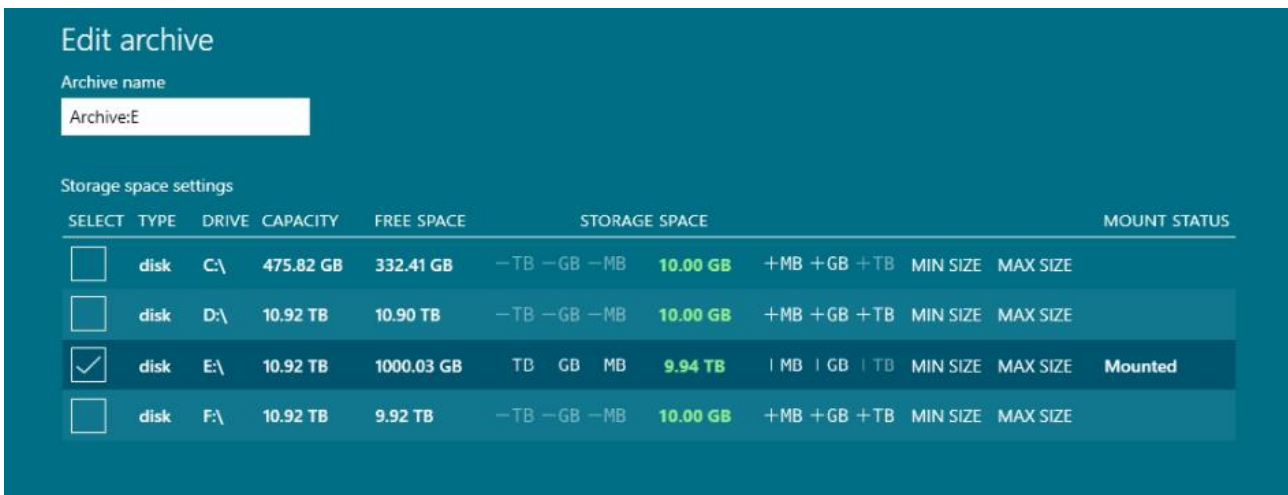 Edit archive
Archive name
Archive:E
Storage space settings
SELECT TYPE DRIVE CAPACITY FREE SPACE STORAGE SPACE MOUNT STATUS
disk C:\ 475.82 GB 332.41 GB −TB −GB −MB 10.00 GB +MB +GB +TB MIN SIZE MAX SIZE
disk D:\ 10.92 TB 10.90 TB −TB −GB −MB 10.00 GB +MB +GB +TB MIN SIZE MAX SIZE
disk E:\ 10.92 TB 1000.03 GB TB GB MB 9.94 TB | MB | GB | TB MIN SIZE MAX SIZE Mounted
disk F:\ 10.92 TB 9.92 TB −TB −GB −MB 10.00 GB +MB +GB +TB MIN SIZE MAX SIZE